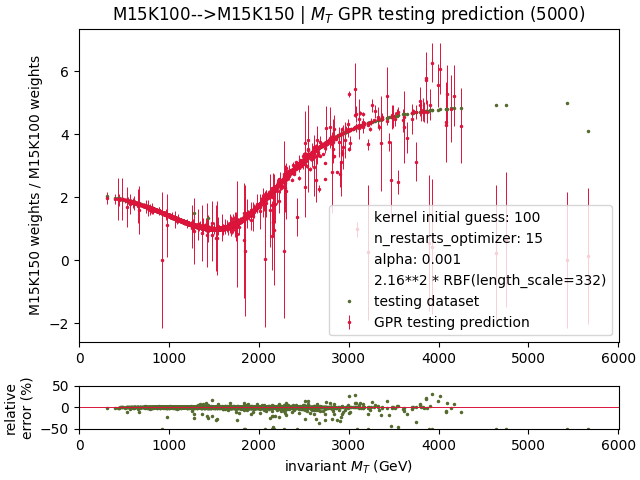 M15K100-->M15K150 | M_T GPR testing prediction (5000)
M15K150 weights / M15K100 weights
6
4
2
0
−2
kernel initial guess: 100
n_restarts_optimizer: 15
alpha: 0.001
2.16**2 * RBF(length_scale=332)
testing dataset
GPR testing prediction
0 1000 2000 3000 4000 5000 6000
relative
error (%)
50
0
−50
0 1000 2000 3000 4000 5000 6000
invariant M_T (GeV)